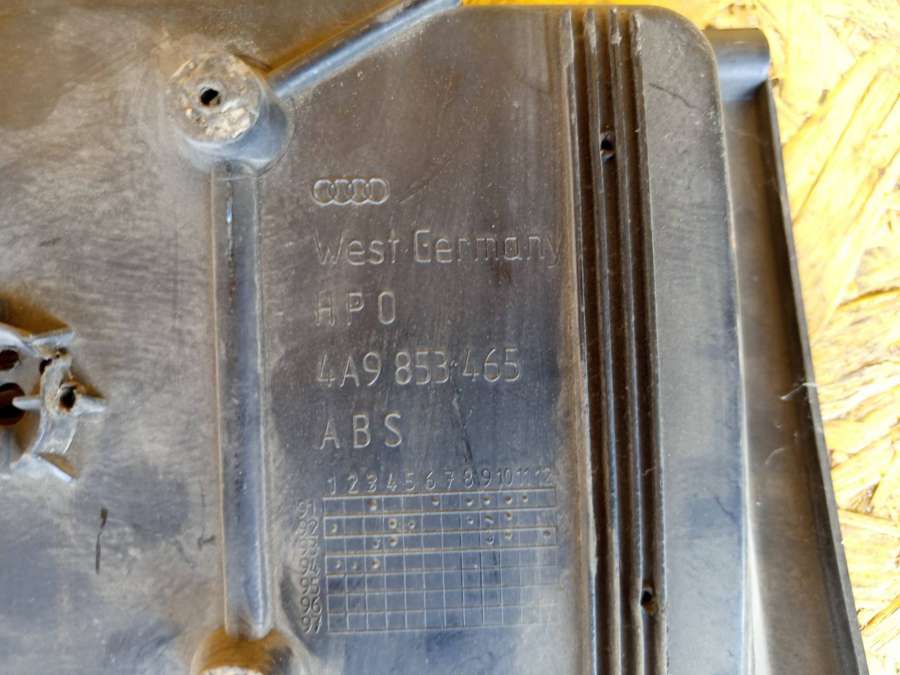 West Germany
HPO
4A9 853 465
ABS
1 2 3 4 5 6 7 8 9 10 11 12